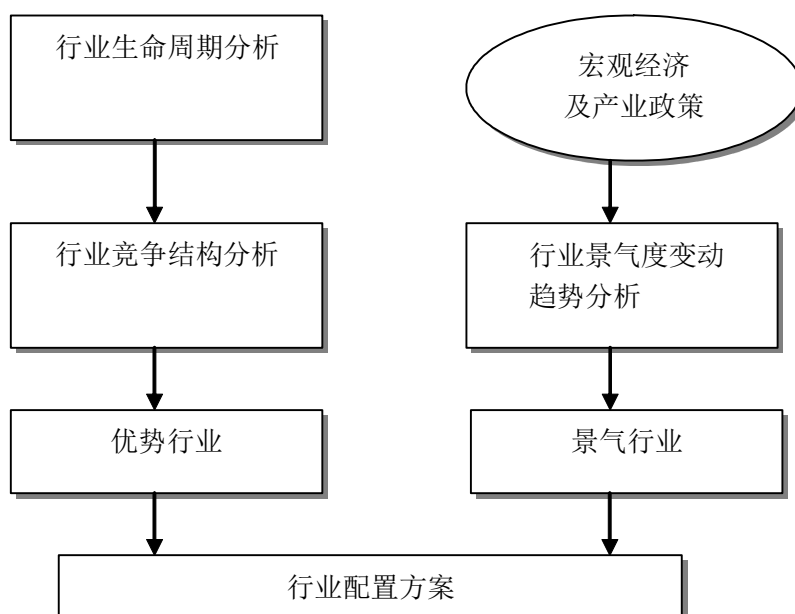 行业生命周期分析
宏观经济
及产业政策
行业竞争结构分析
行业景气度变动
趋势分析
优势行业
景气行业
行业配置方案